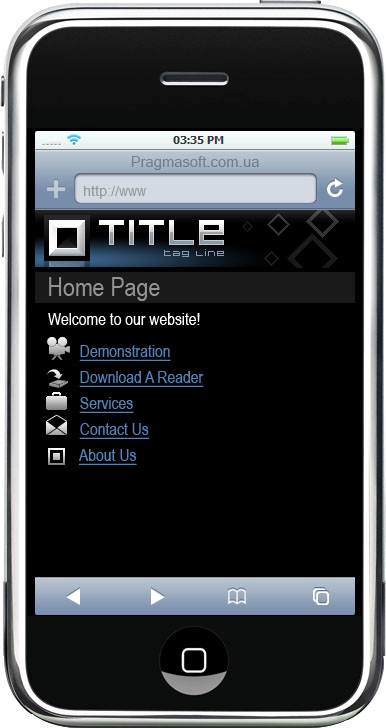 03:35 PM
Pragmasoft.com.ua
http://www
TITLE
tag line
Home Page
Welcome to our website!
Demonstration
Download A Reader
Services
Contact Us
About Us